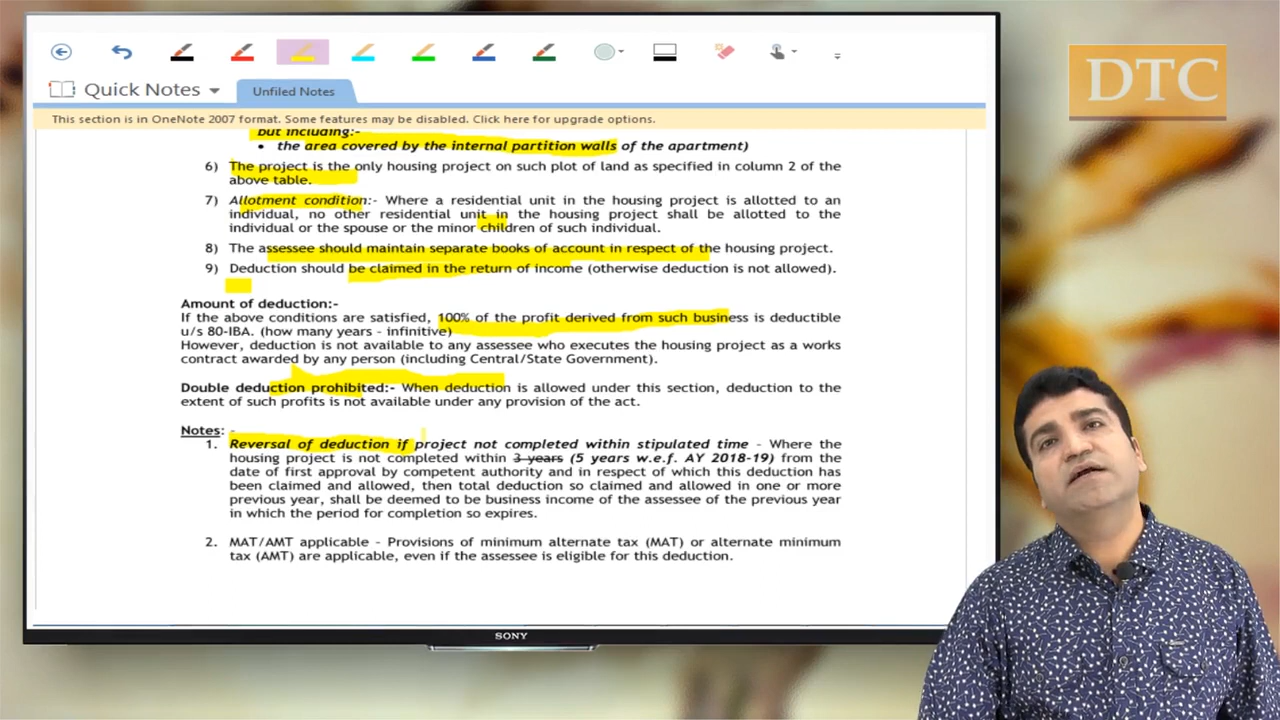 DTC
Quick Notes
Unfiled Notes
This section is in OneNote 2007 format. Some features may be disabled. Click here for upgrade options.
but including:-
• the area covered by the internal partition walls of the apartment)
6) The project is the only housing project on such plot of land as specified in column 2 of the
above table.
7) Allotment condition:- Where a residential unit in the housing project is allotted to an
individual, no other residential unit in the housing project shall be allotted to the
individual or the spouse or the minor children of such individual.
8) The assessee should maintain separate books of account in respect of the housing project.
9) Deduction should be claimed in the return of income (otherwise deduction is not allowed).
Amount of deduction:-
If the above conditions are satisfied, 100% of the profit derived from such business is deductible
u/s 80-IBA. (how many years - infinitive)
However, deduction is not available to any assessee who executes the housing project as a works
contract awarded by any person (including Central/State Government).
Double deduction prohibited:- When deduction is allowed under this section, deduction to the
extent of such profits is not available under any provision of the act.
Notes: -
1. Reversal of deduction if project not completed within stipulated time - Where the
housing project is not completed within 3 years (5 years w.e.f. AY 2018-19) from the
date of first approval by competent authority and in respect of which this deduction has
been claimed and allowed, then total deduction so claimed and allowed in one or more
previous year, shall be deemed to be business income of the assessee of the previous year
in which the period for completion so expires.
2. MAT/AMT applicable - Provisions of minimum alternate tax (MAT) or alternate minimum
tax (AMT) are applicable, even if the assessee is eligible for this deduction.
SONY